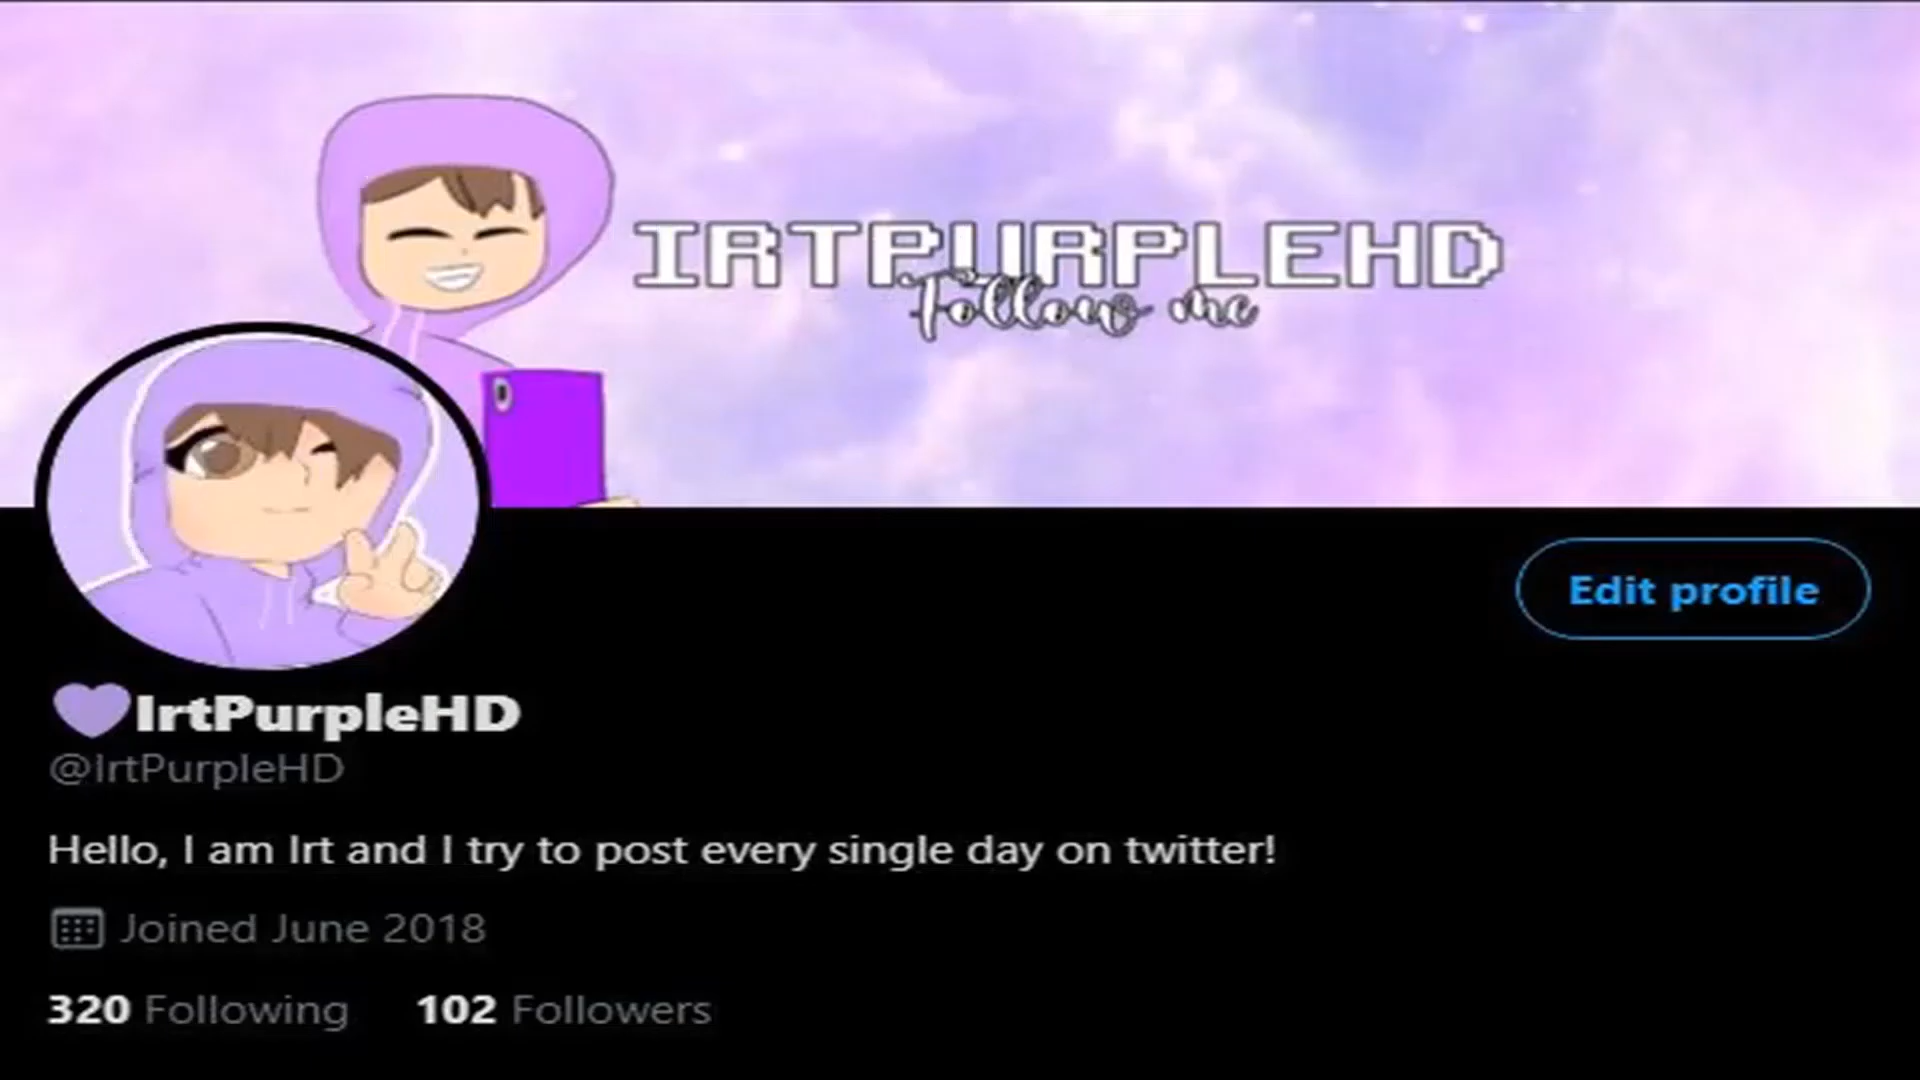 IRTPURPLEHD
Follow me
Edit profile
💜IrtPurpleHD
@IrtPurpleHD
Hello, I am Irt and I try to post every single day on twitter!
Joined June 2018
320 Following 102 Followers